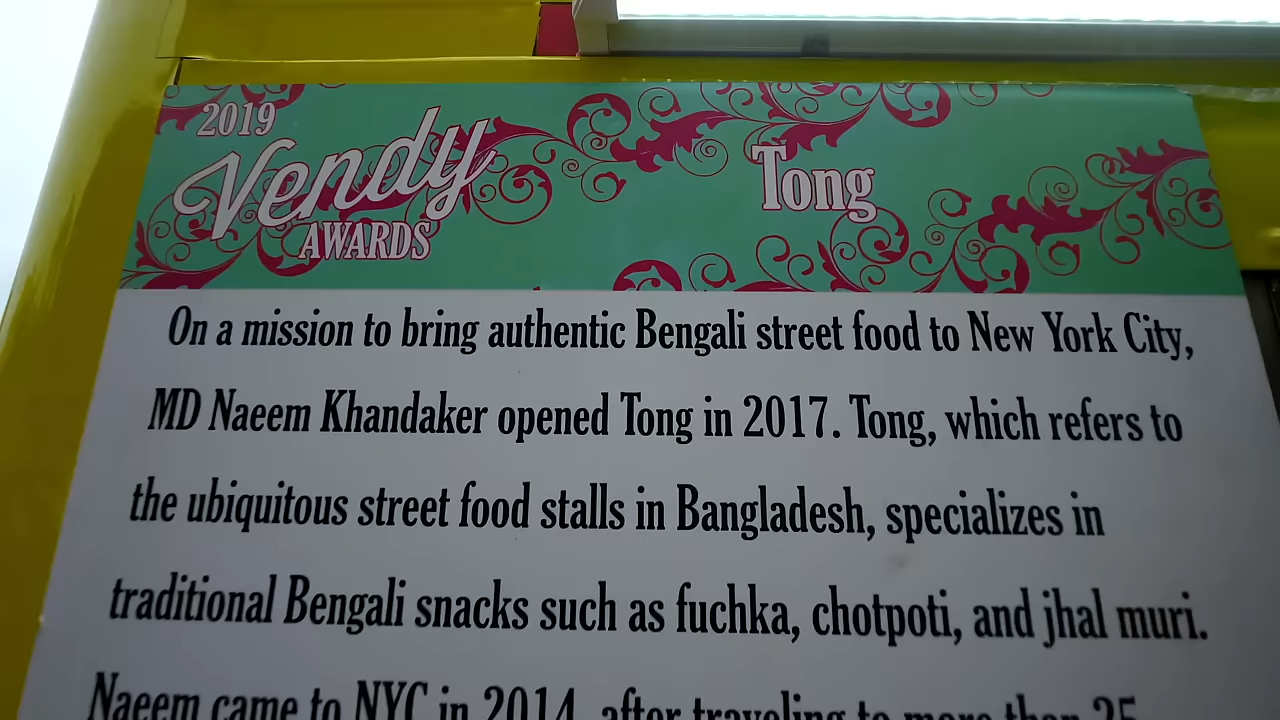 2019
Vendy
AWARDS
Tong
On a mission to bring authentic Bengali street food to New York City,
MD Naeem Khandaker opened Tong in 2017. Tong, which refers to
the ubiquitous street food stalls in Bangladesh, specializes in
traditional Bengali snacks such as fuchka, chotpoti, and jhal muri.
Naeem came to NYC in 2014, after traveling to more than 25